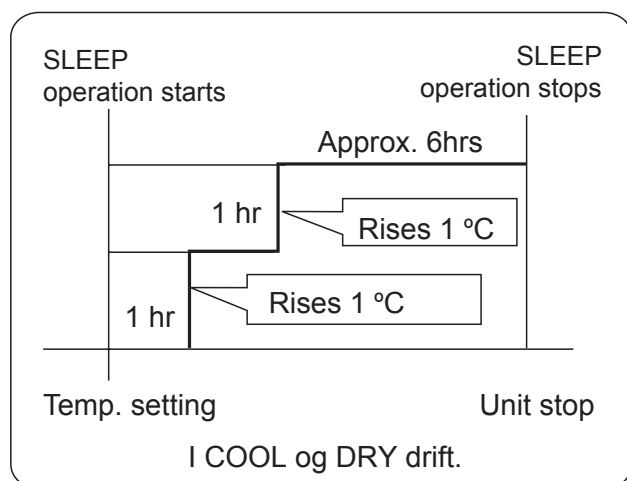 SLEEP
operation starts
SLEEP
operation stops
Approx. 6hrs
1 hr
Rises 1 ºC
1 hr
Rises 1 ºC
Temp. setting
Unit stop
I COOL og DRY drift.